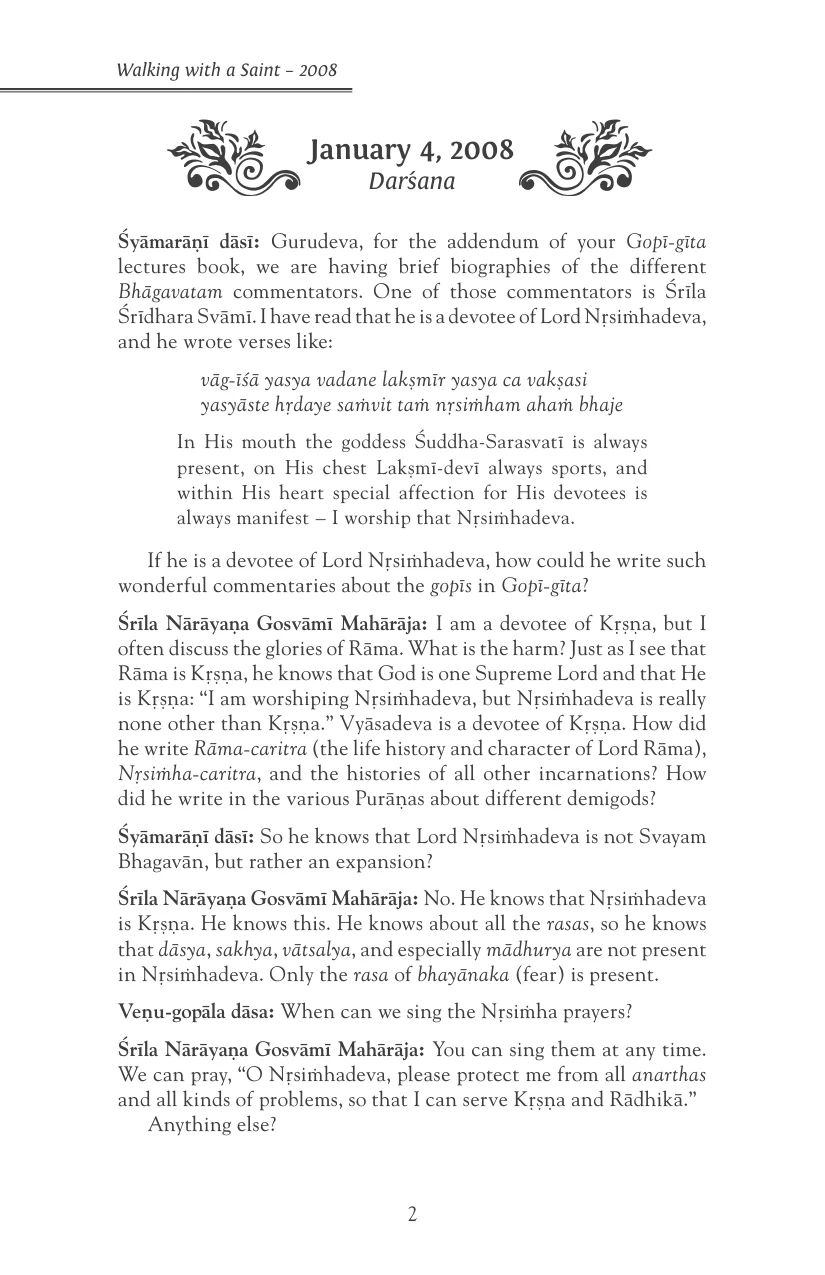 Walking with a Saint – 2008
January 4, 2008
Darśana
Śyāmarāṇī dāsī: Gurudeva, for the addendum of your Gopī-gīta
lectures book, we are having brief biographies of the different
Bhāgavatam commentators. One of those commentators is Śrīla
Śrīdhara Svāmī. I have read that he is a devotee of Lord Nṛsiṁhadeva,
and he wrote verses like:
vāg-īśā yasya vadane lakṣmīr yasya ca vakṣasi
yasyāste hṛdaye saṁvit taṁ nṛsiṁham ahaṁ bhaje
In His mouth the goddess Śuddha-Sarasvatī is always
present, on His chest Lakṣmī-devī always sports, and
within His heart special affection for His devotees is
always manifest – I worship that Nṛsiṁhadeva.
If he is a devotee of Lord Nṛsiṁhadeva, how could he write such
wonderful commentaries about the gopīs in Gopī-gīta?
Śrīla Nārāyaṇa Gosvāmī Mahārāja: I am a devotee of Kṛṣṇa, but I
often discuss the glories of Rāma. What is the harm? Just as I see that
Rāma is Kṛṣṇa, he knows that God is one Supreme Lord and that He
is Kṛṣṇa: “I am worshiping Nṛsiṁhadeva, but Nṛsiṁhadeva is really
none other than Kṛṣṇa.” Vyāsadeva is a devotee of Kṛṣṇa. How did
he write Rāma-caritra (the life history and character of Lord Rāma),
Nṛsiṁha-caritra, and the histories of all other incarnations? How
did he write in the various Purāṇas about different demigods?
Śyāmarāṇī dāsī: So he knows that Lord Nṛsiṁhadeva is not Svayam
Bhagavān, but rather an expansion?
Śrīla Nārāyaṇa Gosvāmī Mahārāja: No. He knows that Nṛsiṁhadeva
is Kṛṣṇa. He knows this. He knows about all the rasas, so he knows
that dāsya, sakhya, vātsalya, and especially mādhurya are not present
in Nṛsiṁhadeva. Only the rasa of bhayānaka (fear) is present.
Veṇu-gopāla dāsa: When can we sing the Nṛsiṁha prayers?
Śrīla Nārāyaṇa Gosvāmī Mahārāja: You can sing them at any time.
We can pray, “O Nṛsiṁhadeva, please protect me from all anarthas
and all kinds of problems, so that I can serve Kṛṣṇa and Rādhikā.”
Anything else?
2